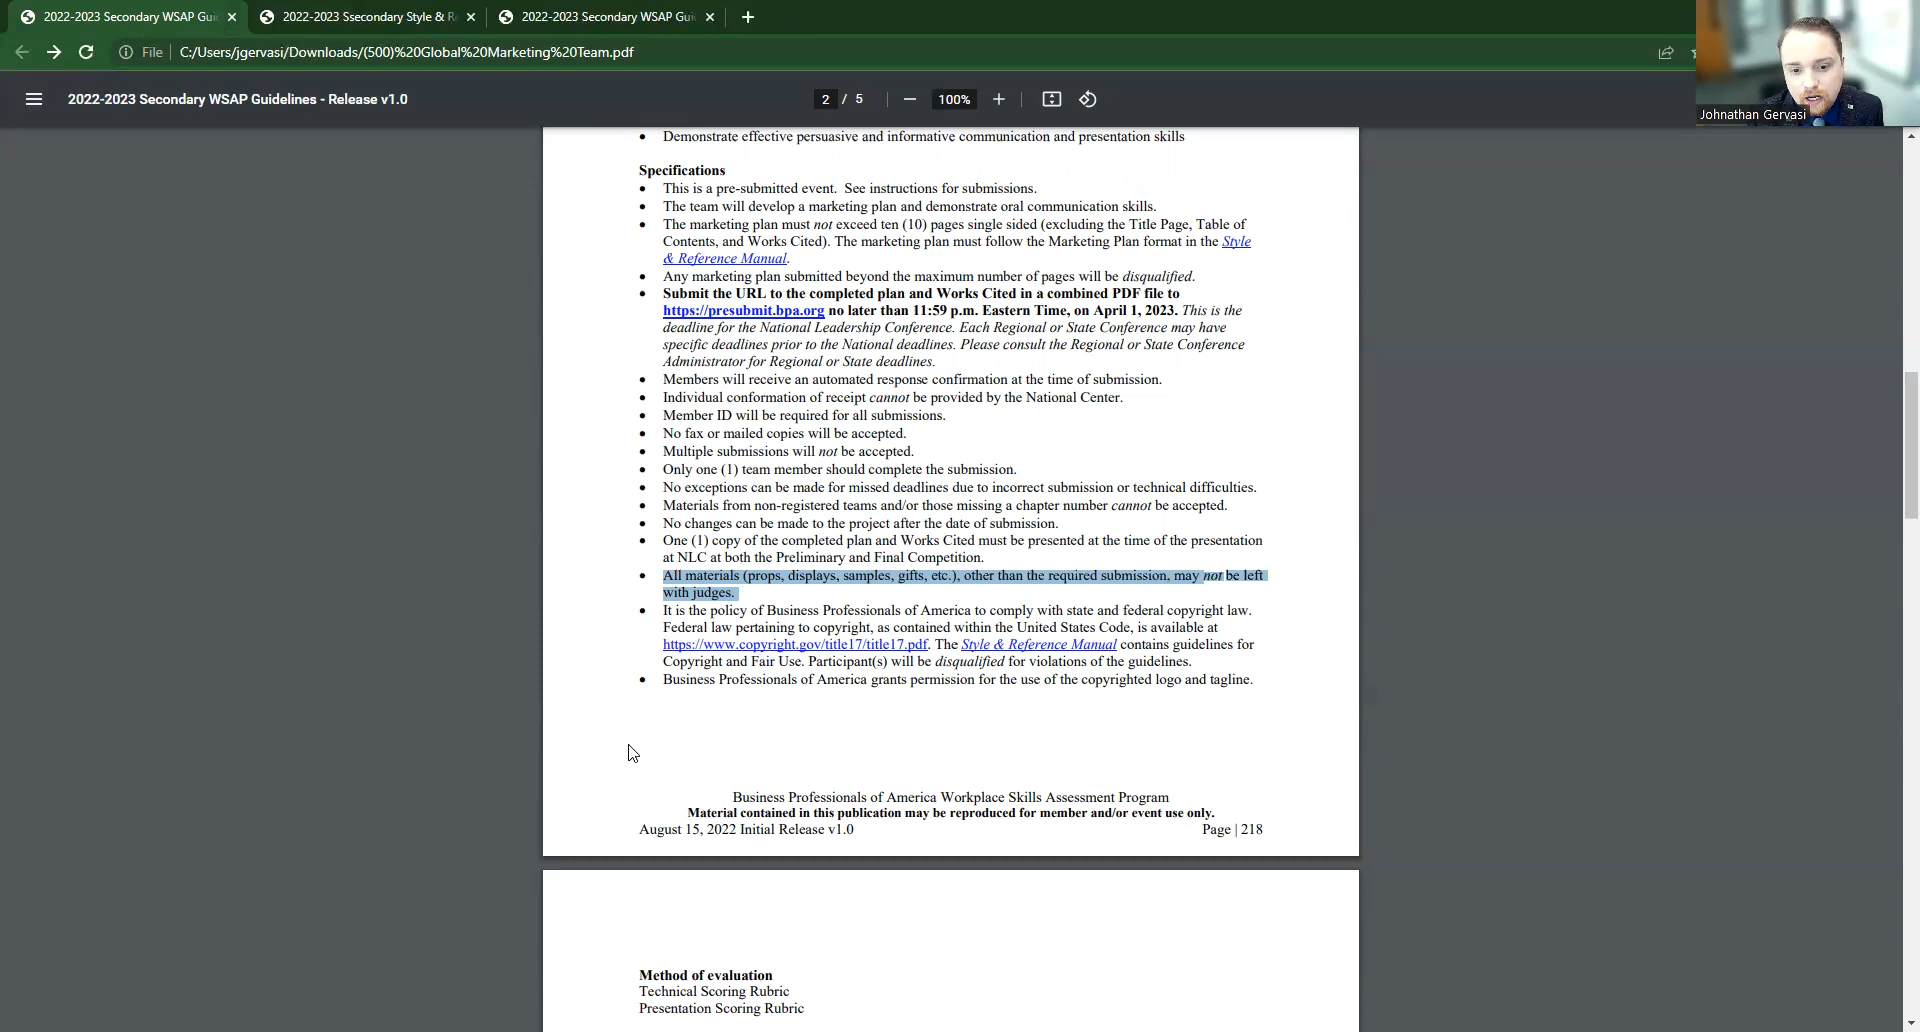 2022-2023 Secondary WSAP Gui
2022-2023 Ssecondary Style & R
2022-2023 Secondary WSAP Gui
File
C:/Users/jgervasi/Downloads/(500)%20Global%20Marketing%20Team.pdf
2022-2023 Secondary WSAP Guidelines - Release v1.0
2 / 5
100%
Johnathan Gervasi
• Demonstrate effective persuasive and informative communication and presentation skills
Specifications
• This is a pre-submitted event. See instructions for submissions.
• The team will develop a marketing plan and demonstrate oral communication skills.
• The marketing plan must not exceed ten (10) pages single sided (excluding the Title Page, Table of
Contents, and Works Cited). The marketing plan must follow the Marketing Plan format in the Style
& Reference Manual.
• Any marketing plan submitted beyond the maximum number of pages will be disqualified.
• Submit the URL to the completed plan and Works Cited in a combined PDF file to
https://presubmit.bpa.org no later than 11:59 p.m. Eastern Time, on April 1, 2023. This is the
deadline for the National Leadership Conference. Each Regional or State Conference may have
specific deadlines prior to the National deadlines. Please consult the Regional or State Conference
Administrator for Regional or State deadlines.
• Members will receive an automated response confirmation at the time of submission.
• Individual conformation of receipt cannot be provided by the National Center.
• Member ID will be required for all submissions.
• No fax or mailed copies will be accepted.
• Multiple submissions will not be accepted.
• Only one (1) team member should complete the submission.
• No exceptions can be made for missed deadlines due to incorrect submission or technical difficulties.
• Materials from non-registered teams and/or those missing a chapter number cannot be accepted.
• No changes can be made to the project after the date of submission.
• One (1) copy of the completed plan and Works Cited must be presented at the time of the presentation
at NLC at both the Preliminary and Final Competition.
• All materials (props, displays, samples, gifts, etc.), other than the required submission, may not be left
with judges.
• It is the policy of Business Professionals of America to comply with state and federal copyright law.
Federal law pertaining to copyright, as contained within the United States Code, is available at
https://www.copyright.gov/title17/title17.pdf. The Style & Reference Manual contains guidelines for
Copyright and Fair Use. Participant(s) will be disqualified for violations of the guidelines.
• Business Professionals of America grants permission for the use of the copyrighted logo and tagline.
Business Professionals of America Workplace Skills Assessment Program
Material contained in this publication may be reproduced for member and/or event use only.
August 15, 2022 Initial Release v1.0 Page | 218
Method of evaluation
Technical Scoring Rubric
Presentation Scoring Rubric